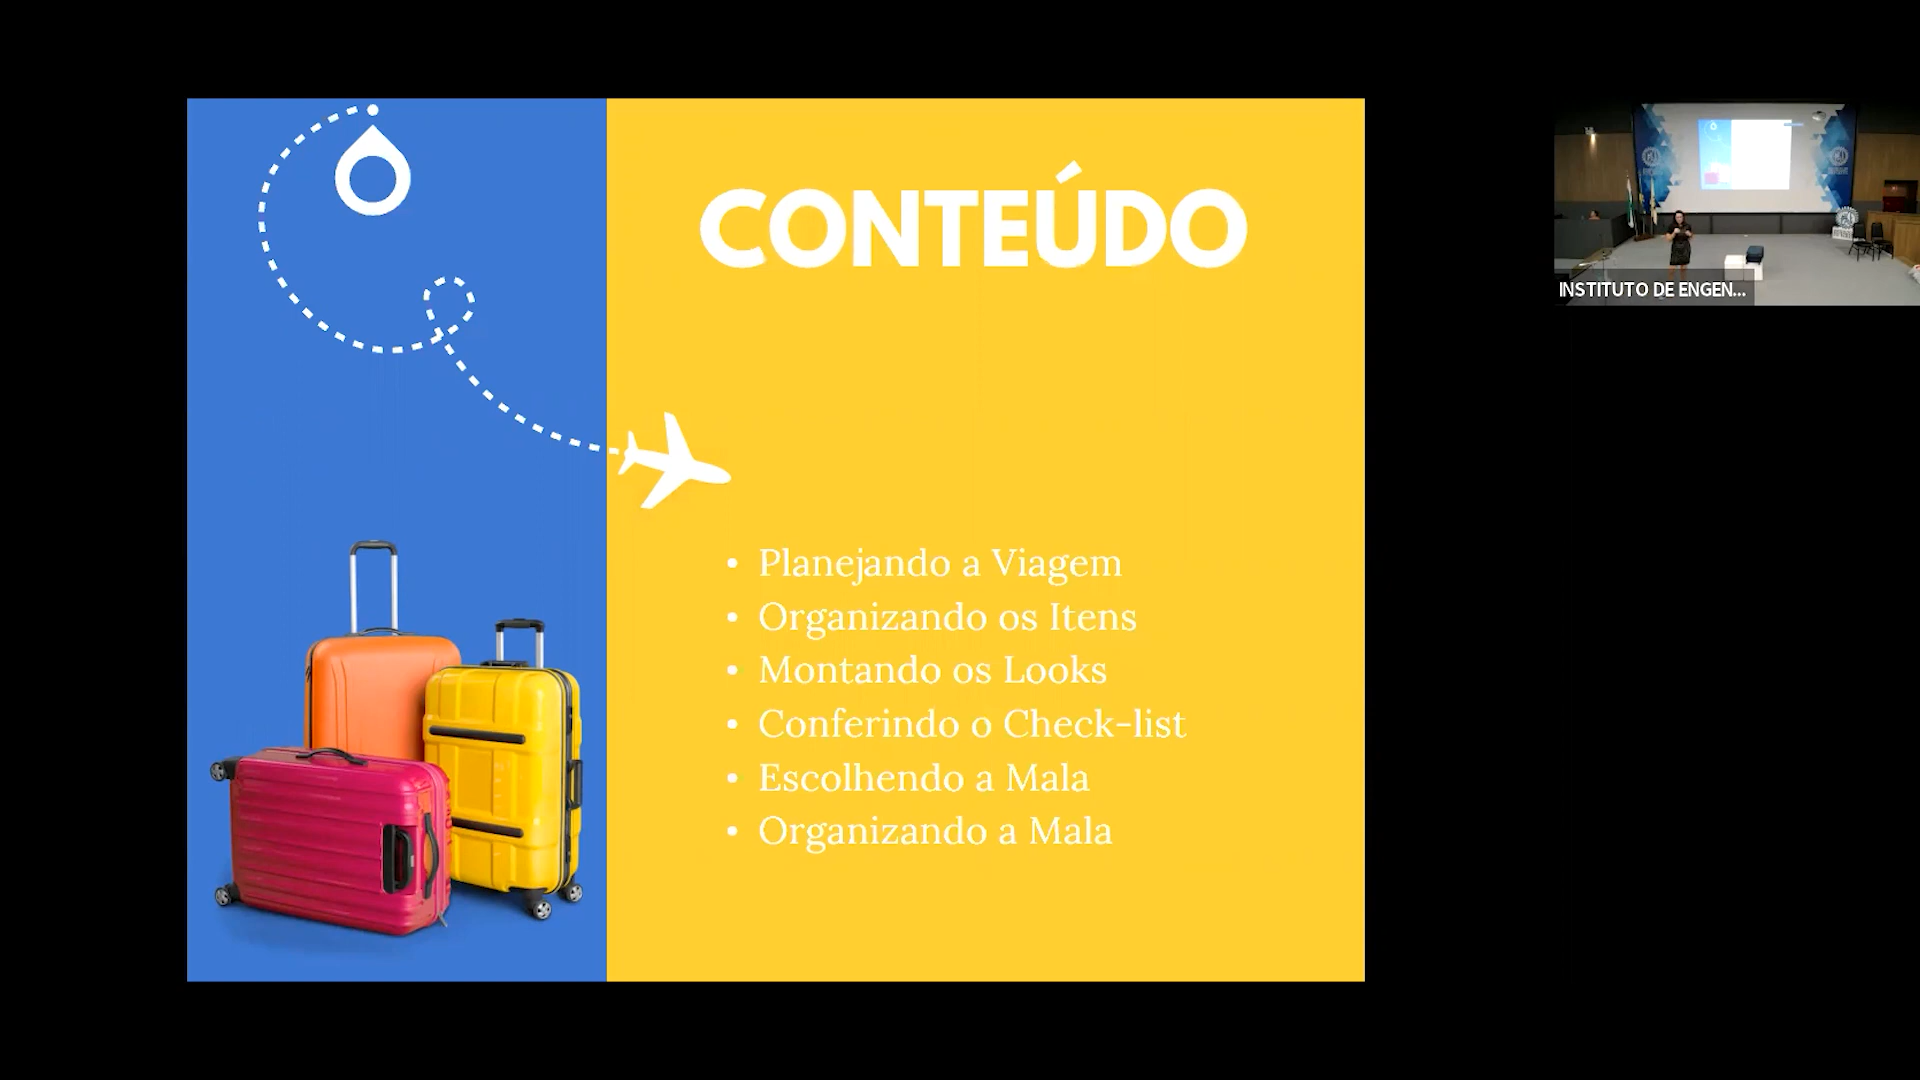 CONTEÚDO
• Planejando a Viagem
• Organizando os Itens
• Montando os Looks
• Conferindo o Check-list
• Escolhendo a Mala
• Organizando a Mala
INSTITUTO DE ENGEN...